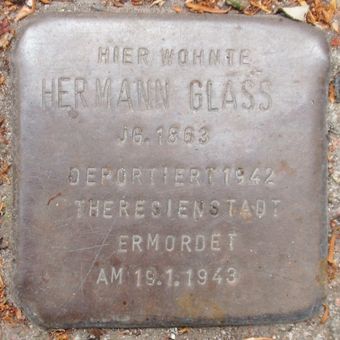 HIER WOHNTE
HERMANN GLASS
JG. 1863
DEPORTIERT 1942
THERESIENSTADT
ERMORDET
AM 19.1.1943